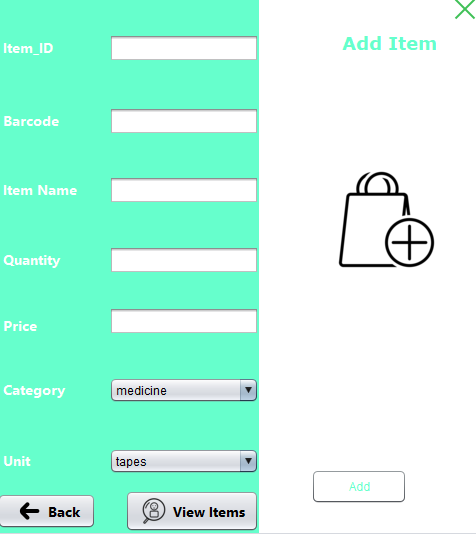 Add Item
Item_ID
Barcode
Item Name
Quantity
Price
Category
medicine
Unit
tapes
Back
View Items
Add